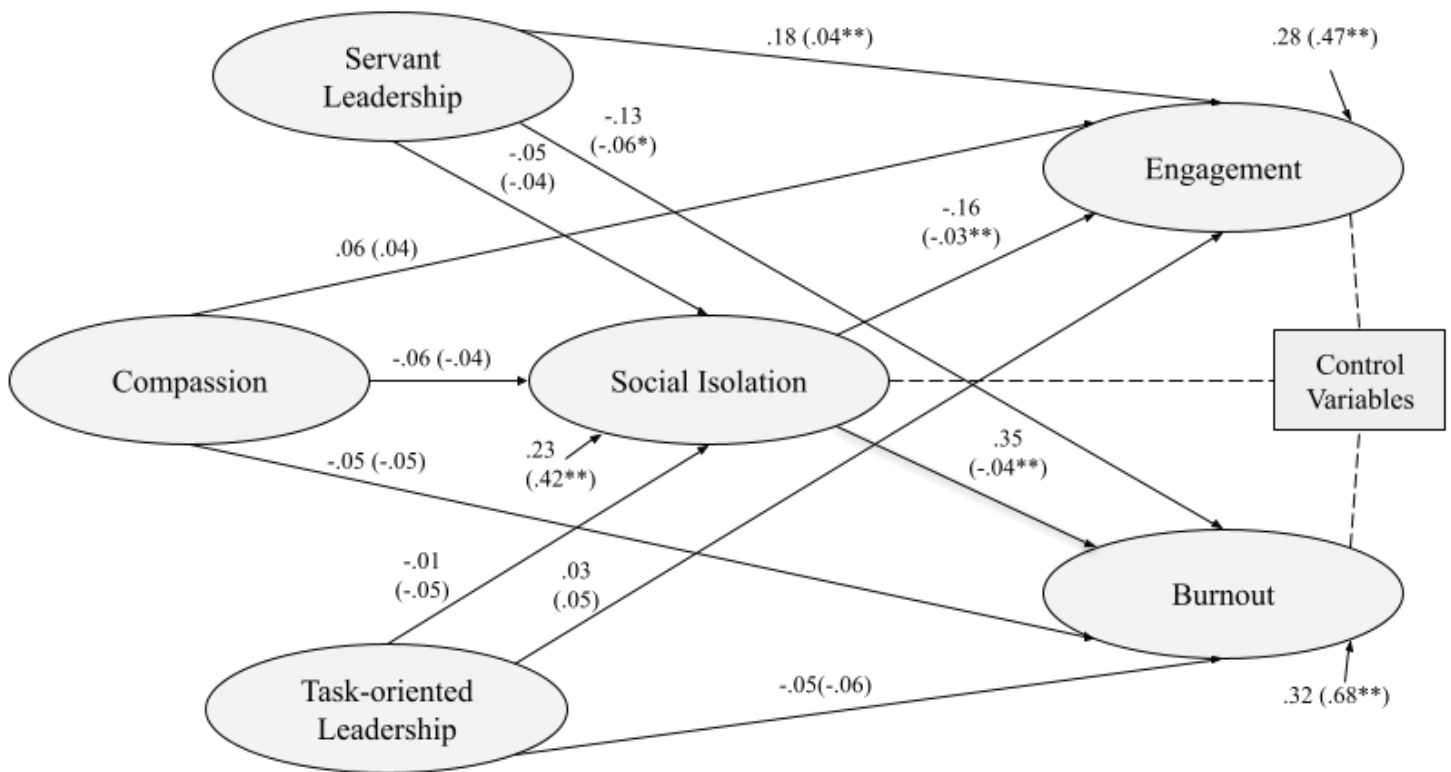 Servant
Leadership
.18 (.04**)
.28 (.47**)
-.13
(-.06*)
-.05
(-.04)
Engagement
-.16
(-.03**)
.06 (.04)
Compassion
-.06 (-.04)
Social Isolation
Control
Variables
-.05 (-.05)
.23
(.42**)
.35
(-.04**)
-.01
(-.05)
.03
(.05)
Burnout
Task-oriented
Leadership
-.05(-.06)
.32 (.68**)